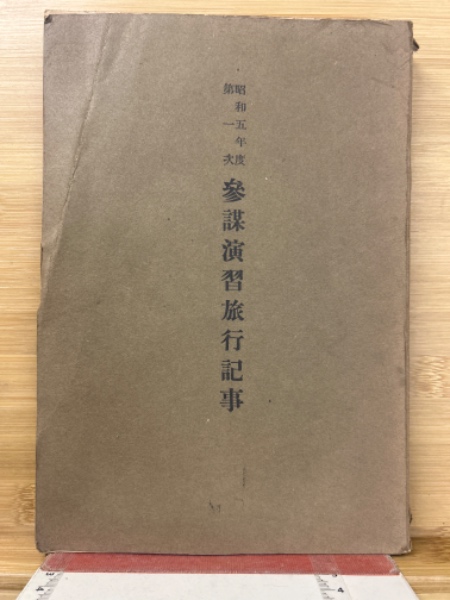 昭和五年度
第一次
參謀演習旅行記事